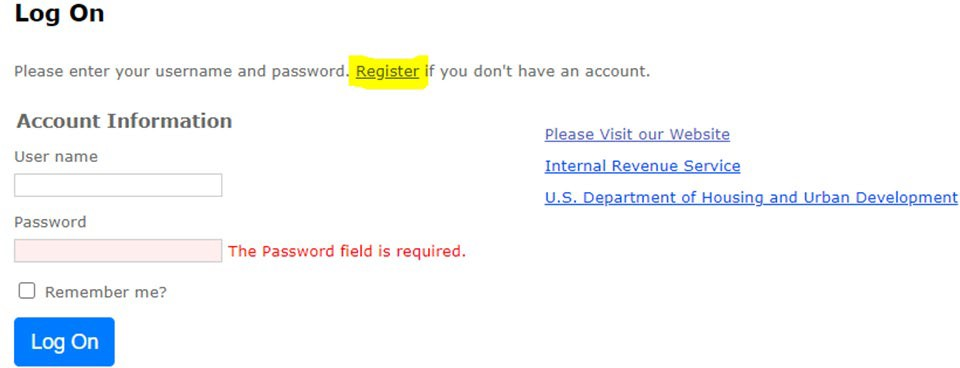 Log On
Please enter your username and password. Register if you don't have an account.
Account Information
User name
Password
The Password field is required.
Remember me?
Log On
Please Visit our Website
Internal Revenue Service
U.S. Department of Housing and Urban Development